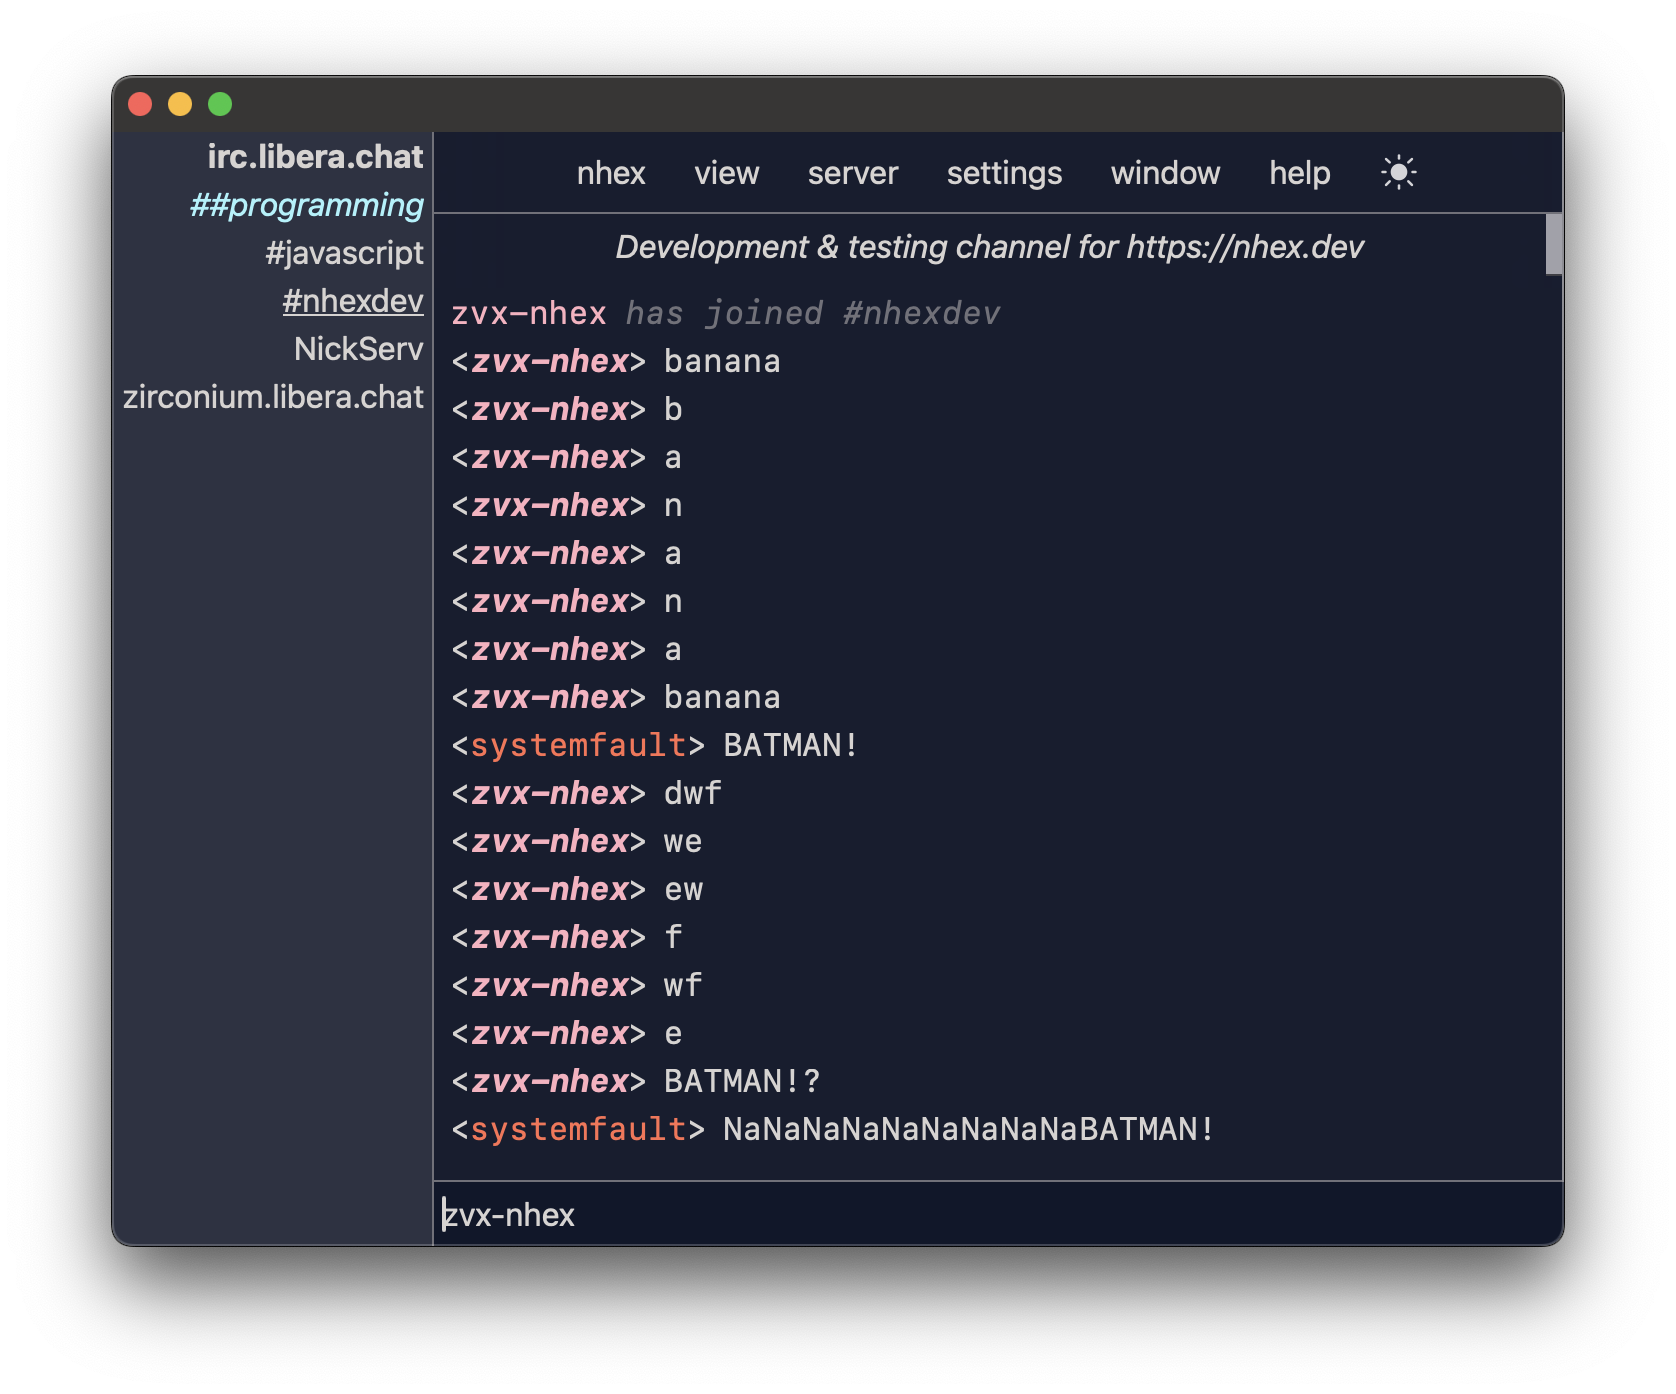 irc.libera.chat
##programming
#javascript
#nhexdev
NickServ
zirconium.libera.chat
nhex view server settings window help
Development & testing channel for https://nhex.dev
zvx-nhex has joined #nhexdev
<zvx-nhex> banana
<zvx-nhex> b
<zvx-nhex> a
<zvx-nhex> n
<zvx-nhex> a
<zvx-nhex> n
<zvx-nhex> a
<zvx-nhex> banana
<systemfault> BATMAN!
<zvx-nhex> dwf
<zvx-nhex> we
<zvx-nhex> ew
<zvx-nhex> f
<zvx-nhex> wf
<zvx-nhex> e
<zvx-nhex> BATMAN!?
<systemfault> NaNaNaNaNaNaNaNaNaBATMAN!
zvx-nhex